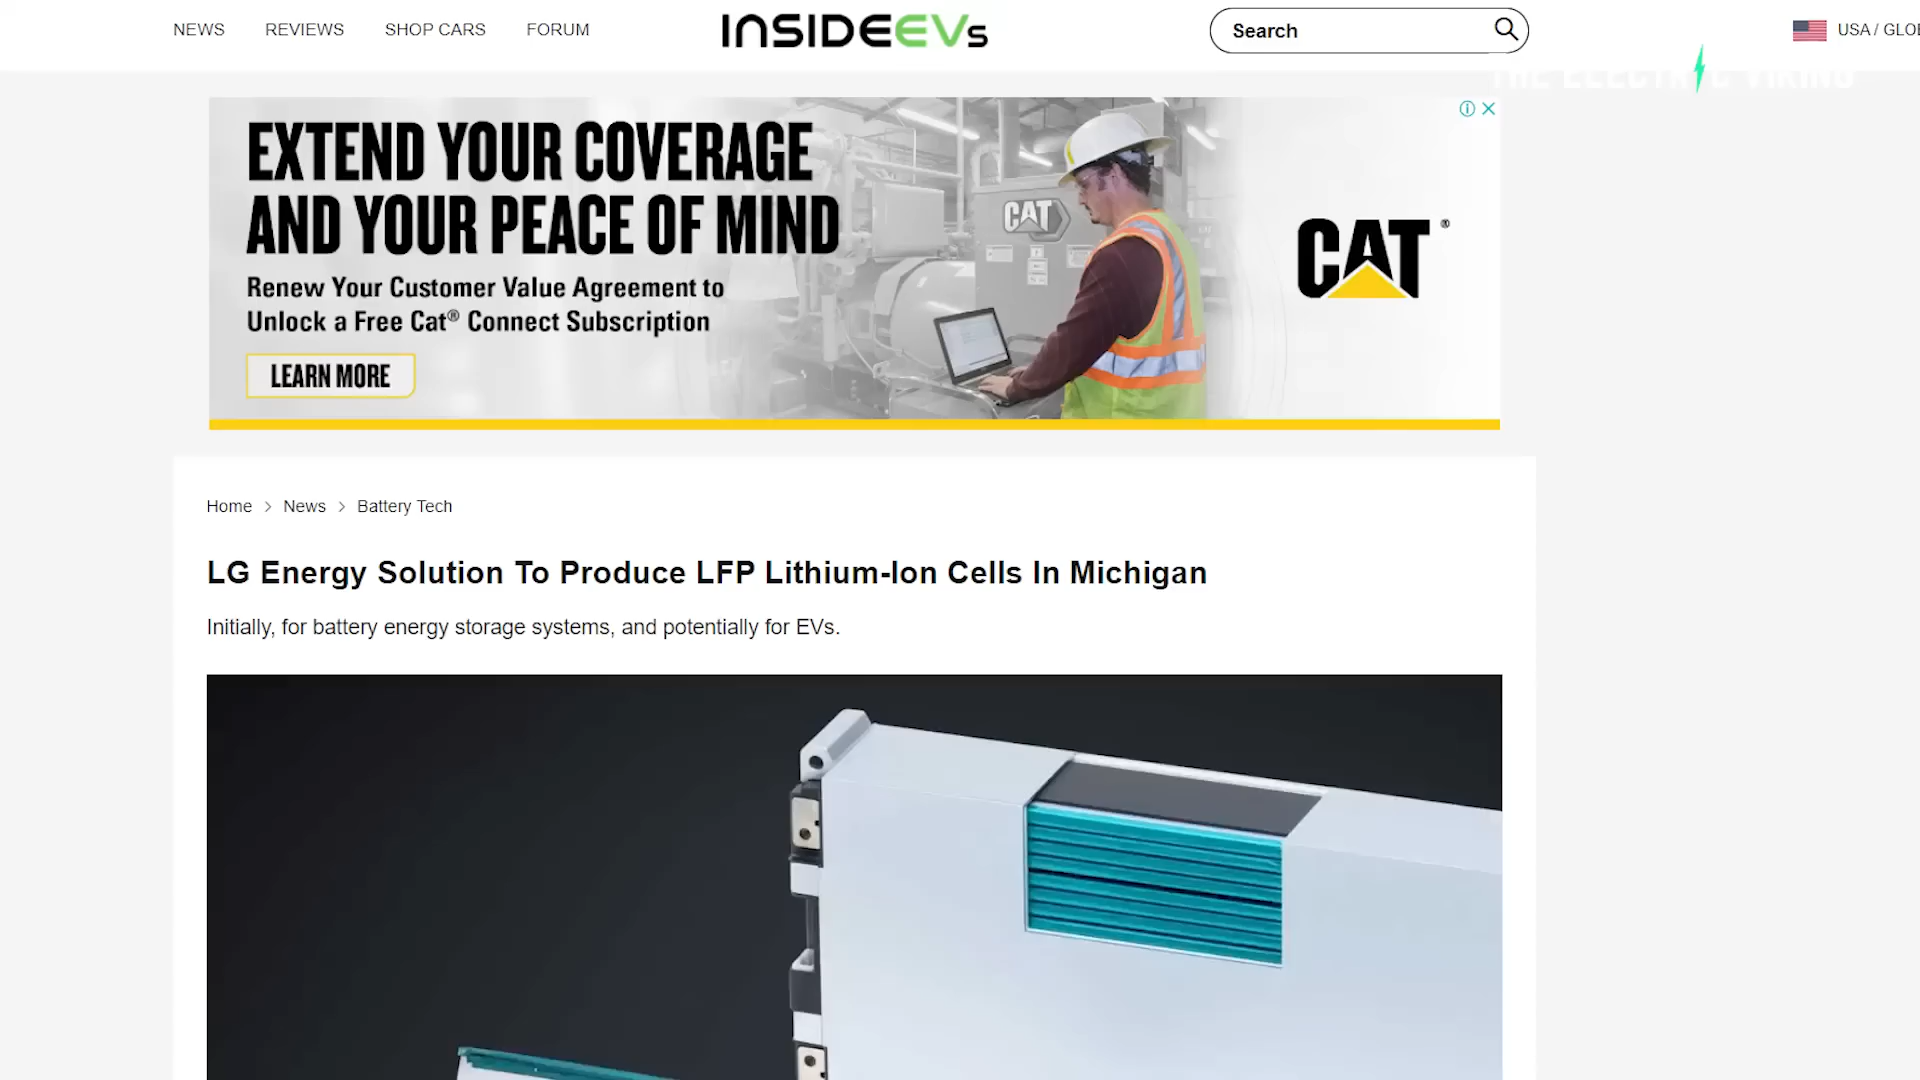 NEWS
REVIEWS
SHOP CARS
FORUM
INSIDEEVs
Search
USA / GLO
THE ELECTRIC VIKING
EXTEND YOUR COVERAGE
AND YOUR PEACE OF MIND
Renew Your Customer Value Agreement to
Unlock a Free Cat® Connect Subscription
LEARN MORE
CAT
CAT®
Home > News > Battery Tech
LG Energy Solution To Produce LFP Lithium-Ion Cells In Michigan
Initially, for battery energy storage systems, and potentially for EVs.